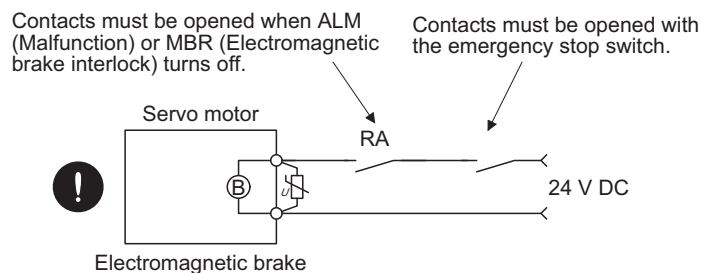 Contacts must be opened when ALM
(Malfunction) or MBR (Electromagnetic
brake interlock) turns off.
Contacts must be opened with
the emergency stop switch.
Servo motor
RA
B
U
24 V DC
Electromagnetic brake